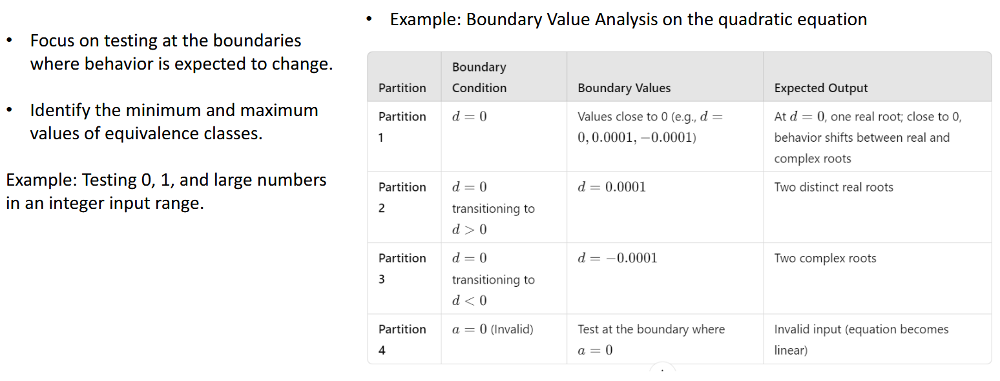 • Focus on testing at the boundaries
where behavior is expected to change.
• Identify the minimum and maximum
values of equivalence classes.
Example: Testing 0, 1, and large numbers
in an integer input range.
• Example: Boundary Value Analysis on the quadratic equation
Partition | Boundary Condition | Boundary Values | Expected Output
Partition 1 | d = 0 | Values close to 0 (e.g., d = 0, 0.0001, −0.0001) | At d = 0, one real root; close to 0, behavior shifts between real and complex roots
Partition 2 | d = 0 transitioning to d > 0 | d = 0.0001 | Two distinct real roots
Partition 3 | d = 0 transitioning to d < 0 | d = −0.0001 | Two complex roots
Partition 4 | a = 0 (Invalid) | Test at the boundary where a = 0 | Invalid input (equation becomes linear)